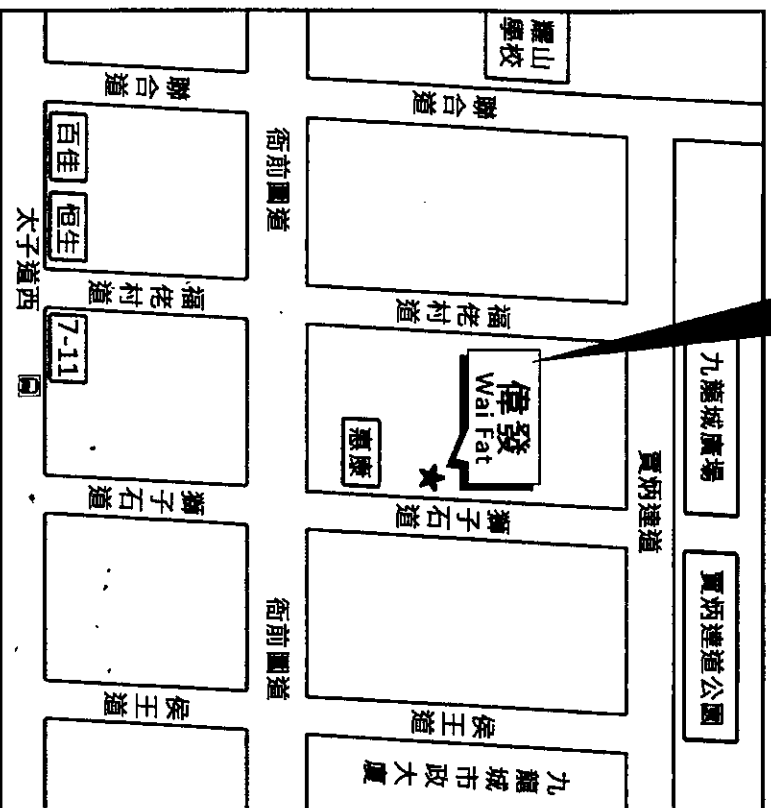 九龍城廣場
賈炳達道公園
賈炳達道
耀山
學校
偉發
Wai Fat
聯合道
福佬村道
獅子石道
侯王道
九龍城市政大廈
惠康
衙前圍道
衙前圍道
聯合道
福佬村道
獅子石道
侯王道
百佳
恒生
7-11
太子道西